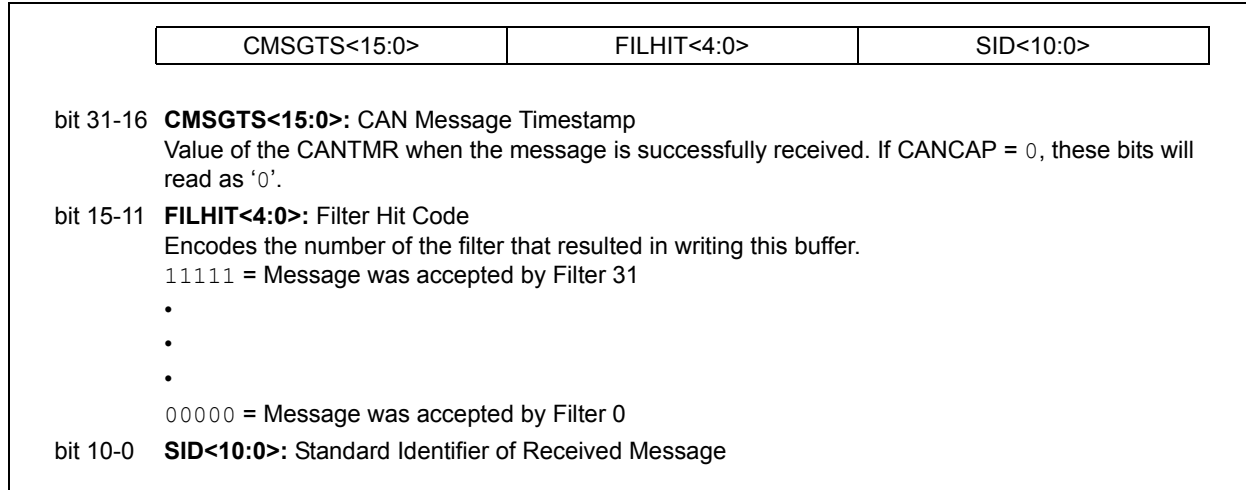 CMSGTS<15:0> FILHIT<4:0> SID<10:0>
bit 31-16 CMSGTS<15:0>: CAN Message Timestamp
Value of the CANTMR when the message is successfully received. If CANCAP = 0, these bits will
read as ‘0’.
bit 15-11 FILHIT<4:0>: Filter Hit Code
Encodes the number of the filter that resulted in writing this buffer.
11111 = Message was accepted by Filter 31
•
•
•
00000 = Message was accepted by Filter 0
bit 10-0 SID<10:0>: Standard Identifier of Received Message